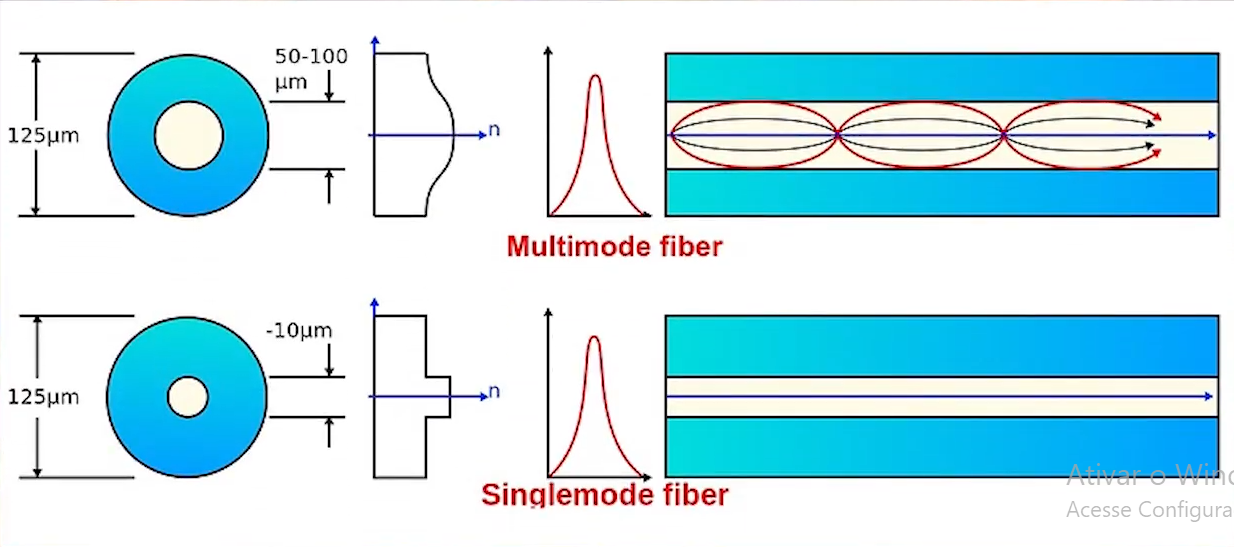 50-100
µm
125µm
n
Multimode fiber
-10µm
125µm
n
Singlemode fiber
Ativar o Wind
Acesse Configura